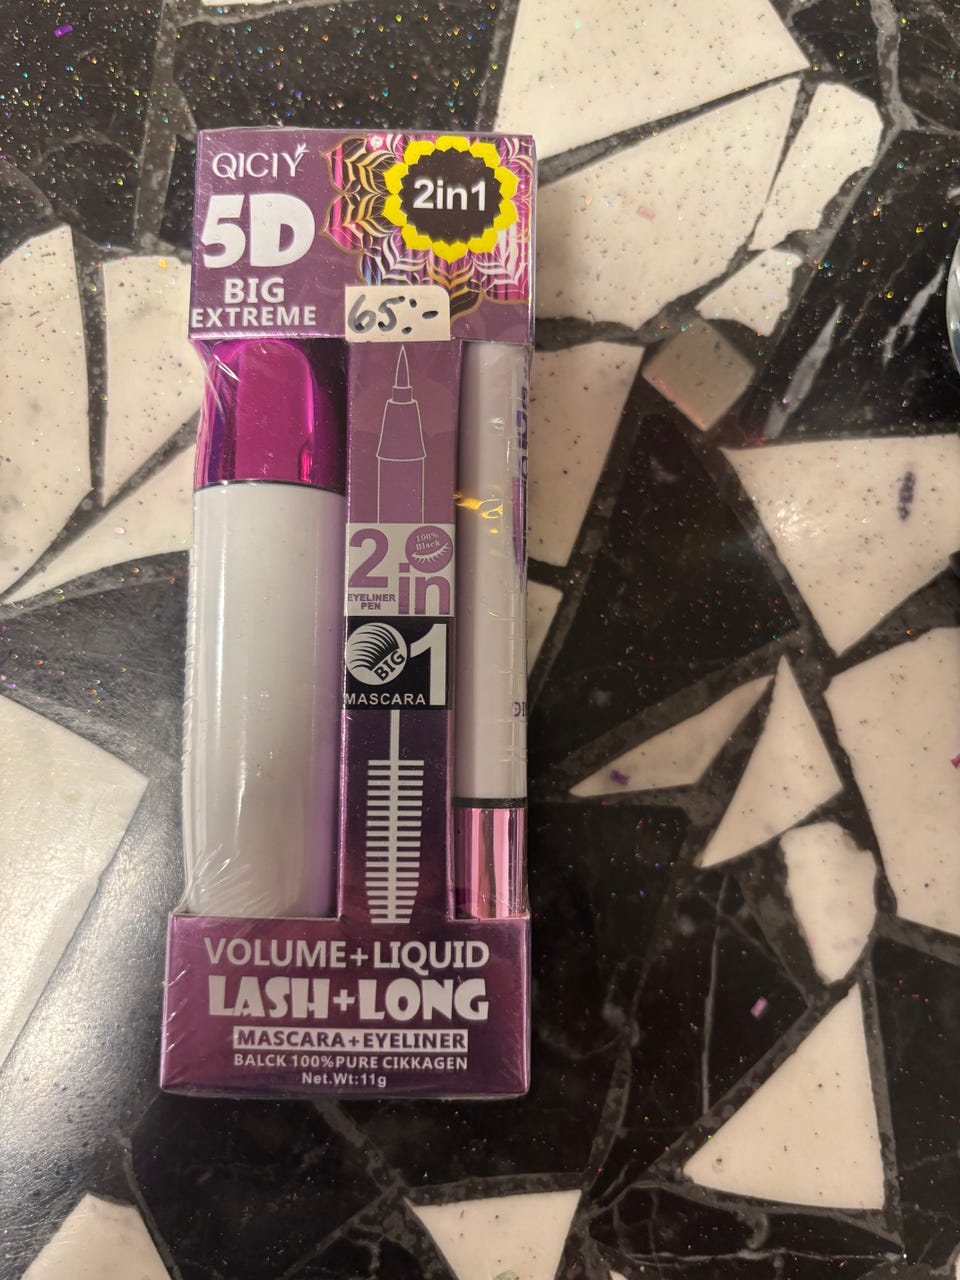 QICIY
2in1
5D
BIG
EXTREME
65:-
100%
Black
2 in
EYELINER
PEN
BIG
1
MASCARA
VOLUME+LIQUID
LASH+LONG
MASCARA+EYELINER
BALCK 100%PURE CIKKAGEN
Net.Wt:11g